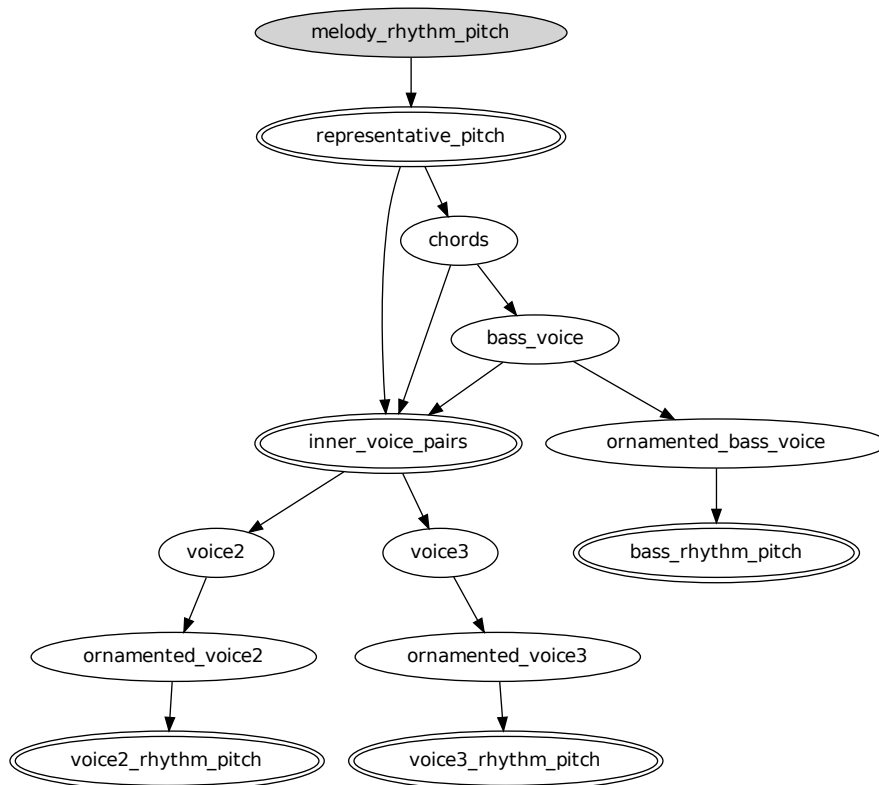 melody_rhythm_pitch
representative_pitch
chords
bass_voice
inner_voice_pairs
ornamented_bass_voice
voice2
voice3
bass_rhythm_pitch
ornamented_voice2
ornamented_voice3
voice2_rhythm_pitch
voice3_rhythm_pitch